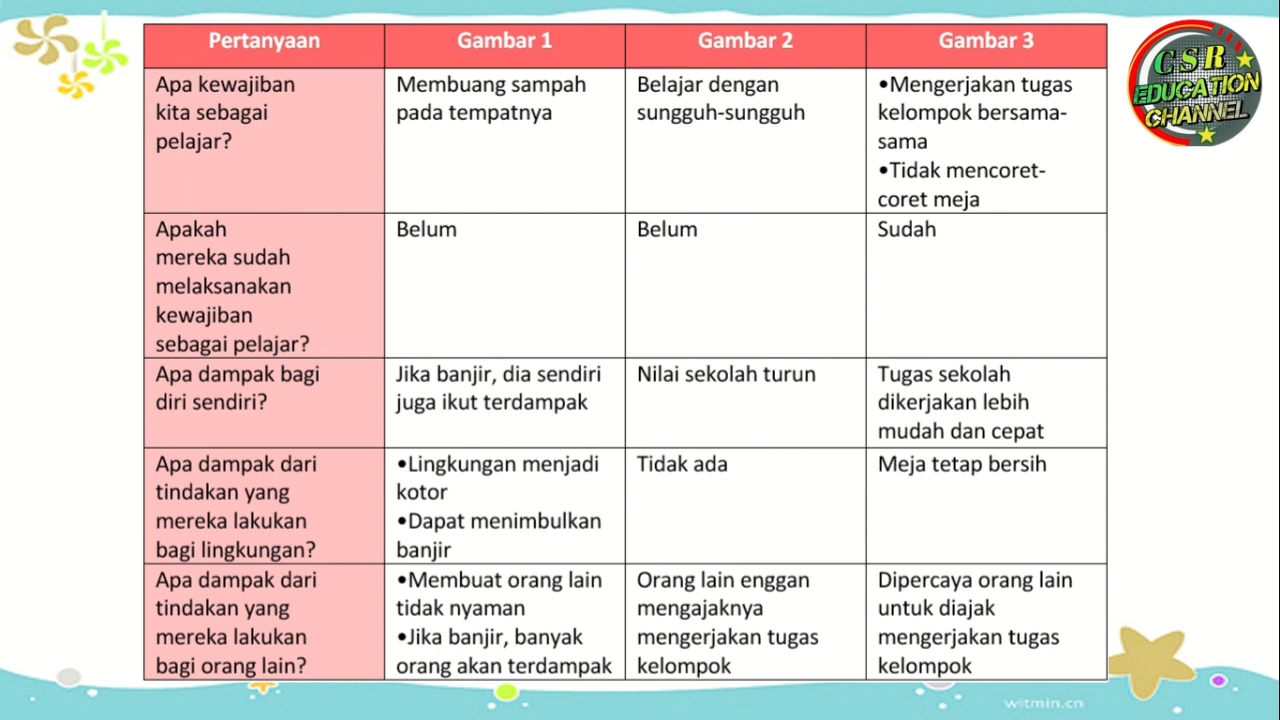 Pertanyaan
Gambar 1
Gambar 2
Gambar 3
Apa kewajiban
kita sebagai
pelajar?
Membuang sampah
pada tempatnya
Belajar dengan
sungguh-sungguh
•Mengerjakan tugas
kelompok bersama-
sama
•Tidak mencoret-
coret meja
Apakah
mereka sudah
melaksanakan
kewajiban
sebagai pelajar?
Belum
Belum
Sudah
Apa dampak bagi
diri sendiri?
Jika banjir, dia sendiri
juga ikut terdampak
Nilai sekolah turun
Tugas sekolah
dikerjakan lebih
mudah dan cepat
Apa dampak dari
tindakan yang
mereka lakukan
bagi lingkungan?
•Lingkungan menjadi
kotor
•Dapat menimbulkan
banjir
Tidak ada
Meja tetap bersih
Apa dampak dari
tindakan yang
mereka lakukan
bagi orang lain?
•Membuat orang lain
tidak nyaman
•Jika banjir, banyak
orang akan terdampak
Orang lain enggan
mengajaknya
mengerjakan tugas
kelompok
Dipercaya orang lain
untuk diajak
mengerjakan tugas
kelompok
CSR
EDUCATION
CHANNEL
witmin.cn